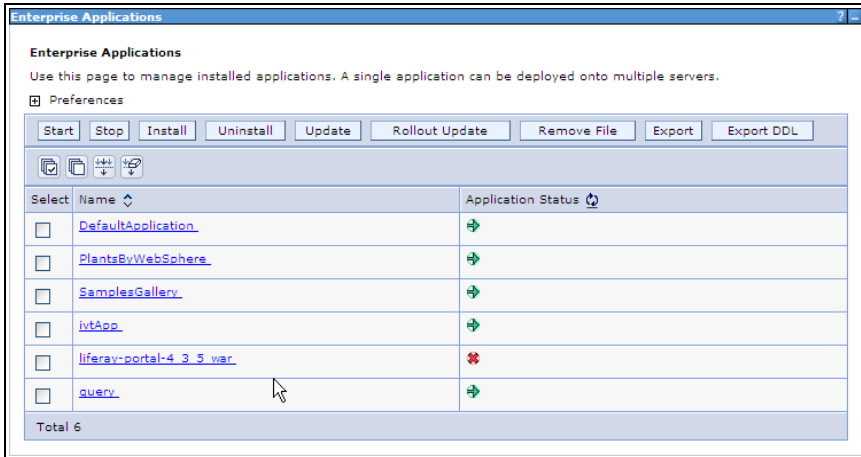 Enterprise Applications ? –
Enterprise Applications
Use this page to manage installed applications. A single application can be deployed onto multiple servers.
Preferences
Start Stop Install Uninstall Update Rollout Update Remove File Export Export DDL
Select Name Application Status
DefaultApplication
PlantsByWebSphere
SamplesGallery
ivtApp
liferay-portal-4_3_5_war
query
Total 6